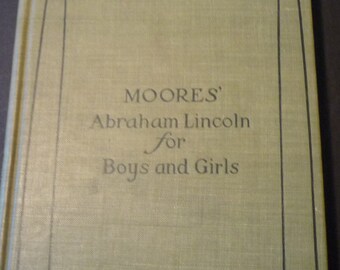 MOORES'
Abraham Lincoln
for
Boys and Girls